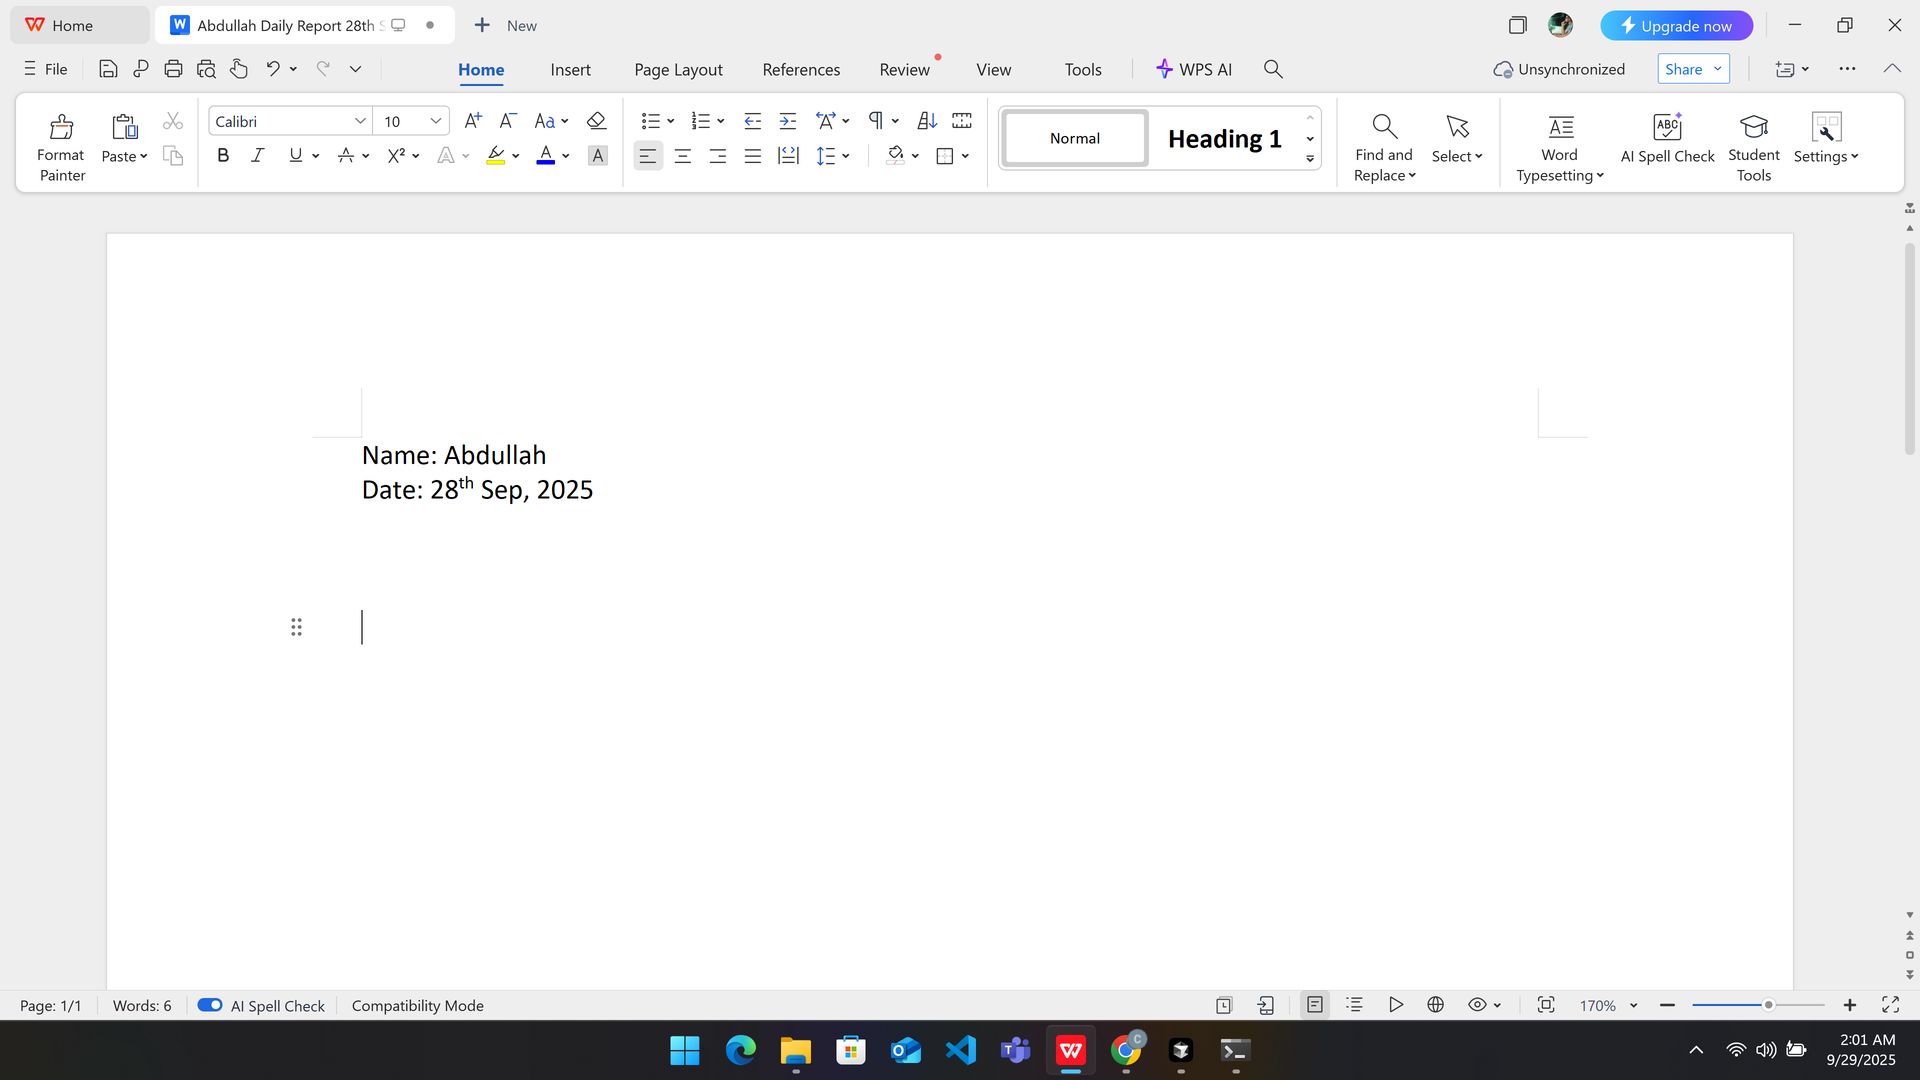 Home
Abdullah Daily Report 28th
New
Upgrade now
File
Home
Insert
Page Layout
References
Review
View
Tools
WPS AI
Unsynchronized
Share
Format Painter
Paste
Calibri
10
Normal
Heading 1
Find and Replace
Select
Word Typesetting
AI Spell Check
Student Tools
Settings
Name: Abdullah
Date: 28th Sep, 2025
Page: 1/1
Words: 6
AI Spell Check
Compatibility Mode
170%
2:01 AM
9/29/2025